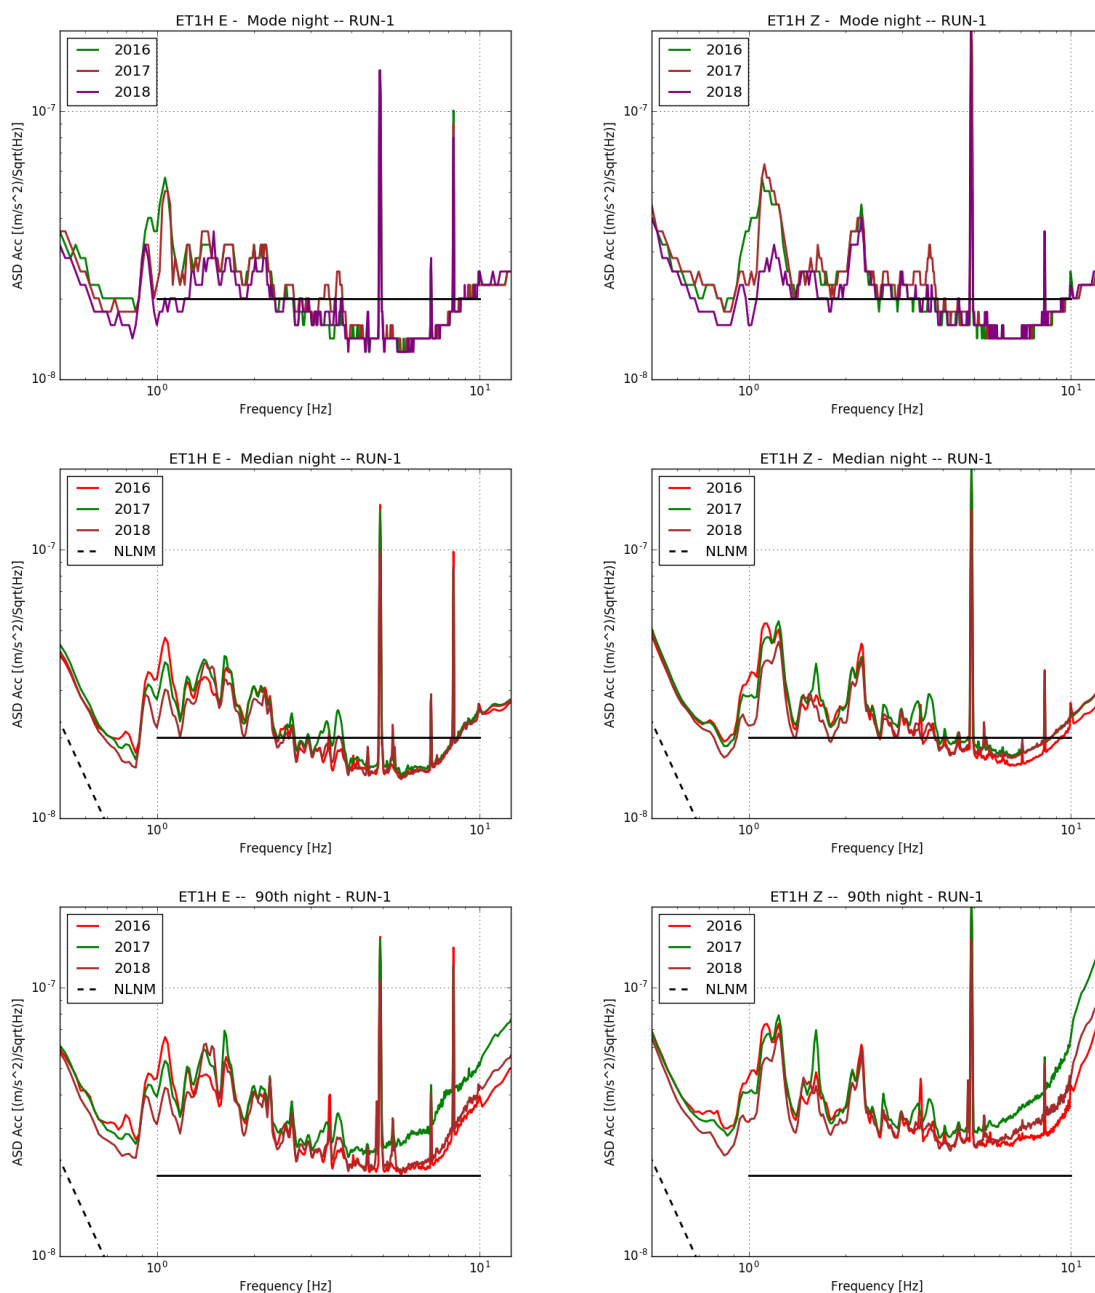 ET1H E -  Mode night -- RUN-1
2016
2017
2018
10^-7
10^-8
10^0
10^1
ASD Acc [(m/s^2)/Sqrt(Hz)]
Frequency [Hz]
ET1H Z -  Mode night -- RUN-1
2016
2017
2018
10^-7
10^-8
10^0
10^1
ASD Acc [(m/s^2)/Sqrt(Hz)]
Frequency [Hz]
ET1H E -  Median night -- RUN-1
2016
2017
2018
NLNM
10^-7
10^-8
10^0
10^1
ASD Acc [(m/s^2)/Sqrt(Hz)]
Frequency [Hz]
ET1H Z -  Median night -- RUN-1
2016
2017
2018
NLNM
10^-7
10^-8
10^0
10^1
ASD Acc [(m/s^2)/Sqrt(Hz)]
Frequency [Hz]
ET1H E --  90th night - RUN-1
2016
2017
2018
NLNM
10^-7
10^-8
10^0
10^1
ASD Acc [(m/s^2)/Sqrt(Hz)]
Frequency [Hz]
ET1H Z --  90th night - RUN-1
2016
2017
2018
NLNM
10^-7
10^-8
10^0
10^1
ASD Acc [(m/s^2)/Sqrt(Hz)]
Frequency [Hz]